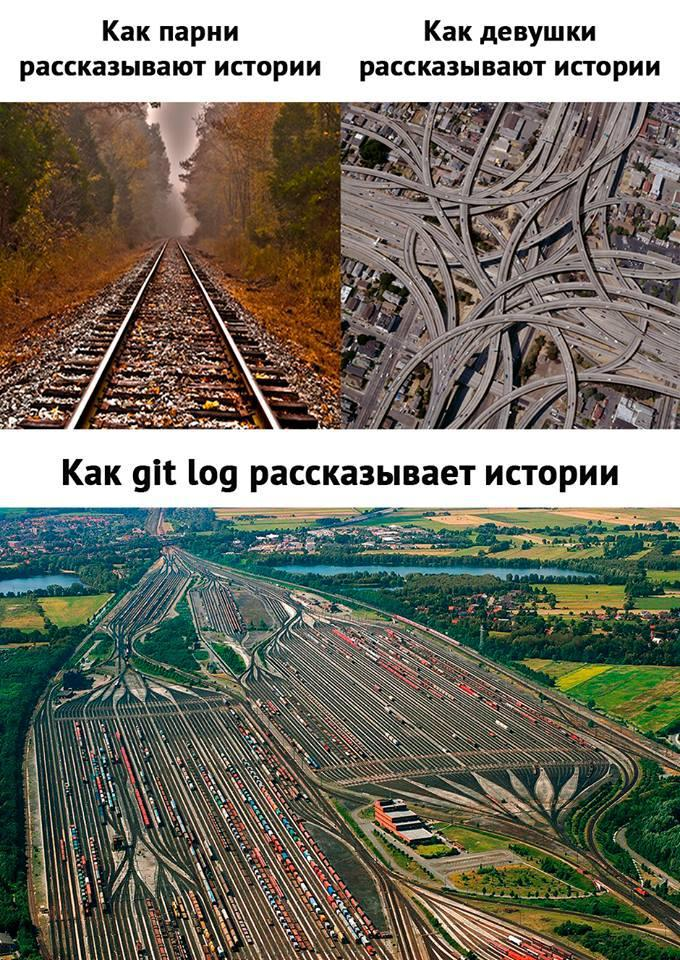 Как парни
рассказывают истории
Как девушки
рассказывают истории
Как git log рассказывает истории